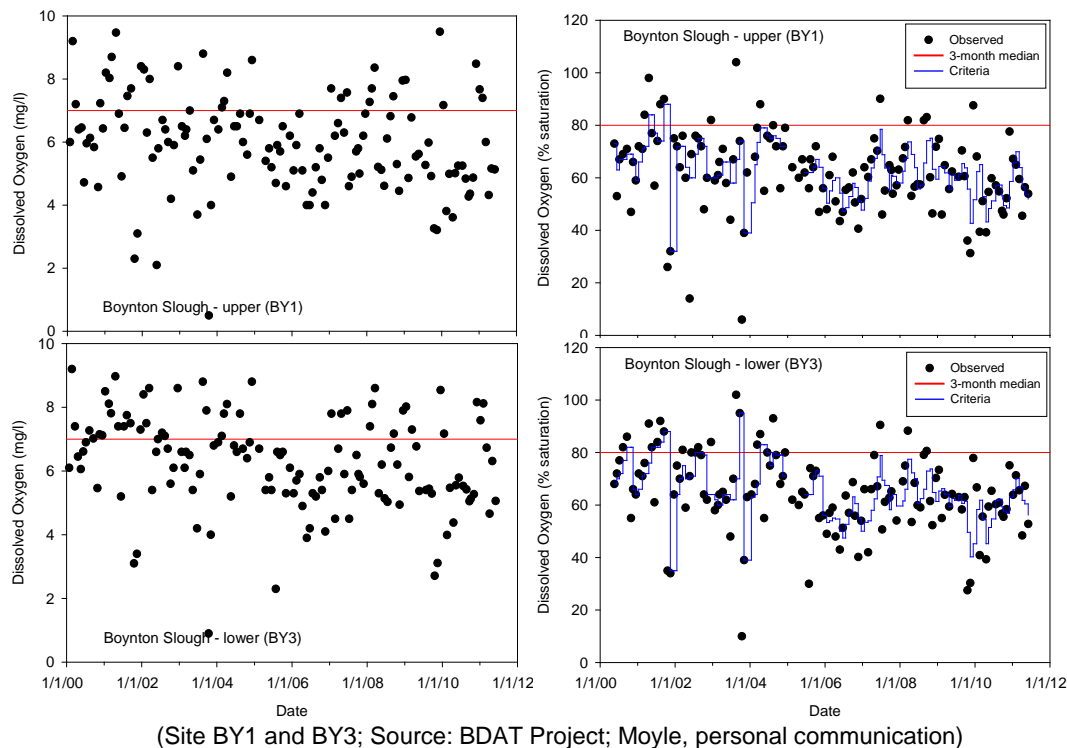 10
8
6
4
2
0
Dissolved Oxygen (mg/l)
Boynton Slough - upper (BY1)
120
100
80
60
40
20
0
Dissolved Oxygen (% saturation)
Boynton Slough - upper (BY1)
Observed
3-month median
Criteria
10
8
6
4
2
0
Dissolved Oxygen (mg/l)
Boynton Slough - lower (BY3)
1/1/00 1/1/02 1/1/04 1/1/06 1/1/08 1/1/10 1/1/12
Date
120
100
80
60
40
20
0
Dissolved Oxygen (% saturation)
Boynton Slough - lower (BY3)
Observed
3-month median
Criteria
1/1/00 1/1/02 1/1/04 1/1/06 1/1/08 1/1/10 1/1/12
Date
(Site BY1 and BY3; Source: BDAT Project; Moyle, personal communication)